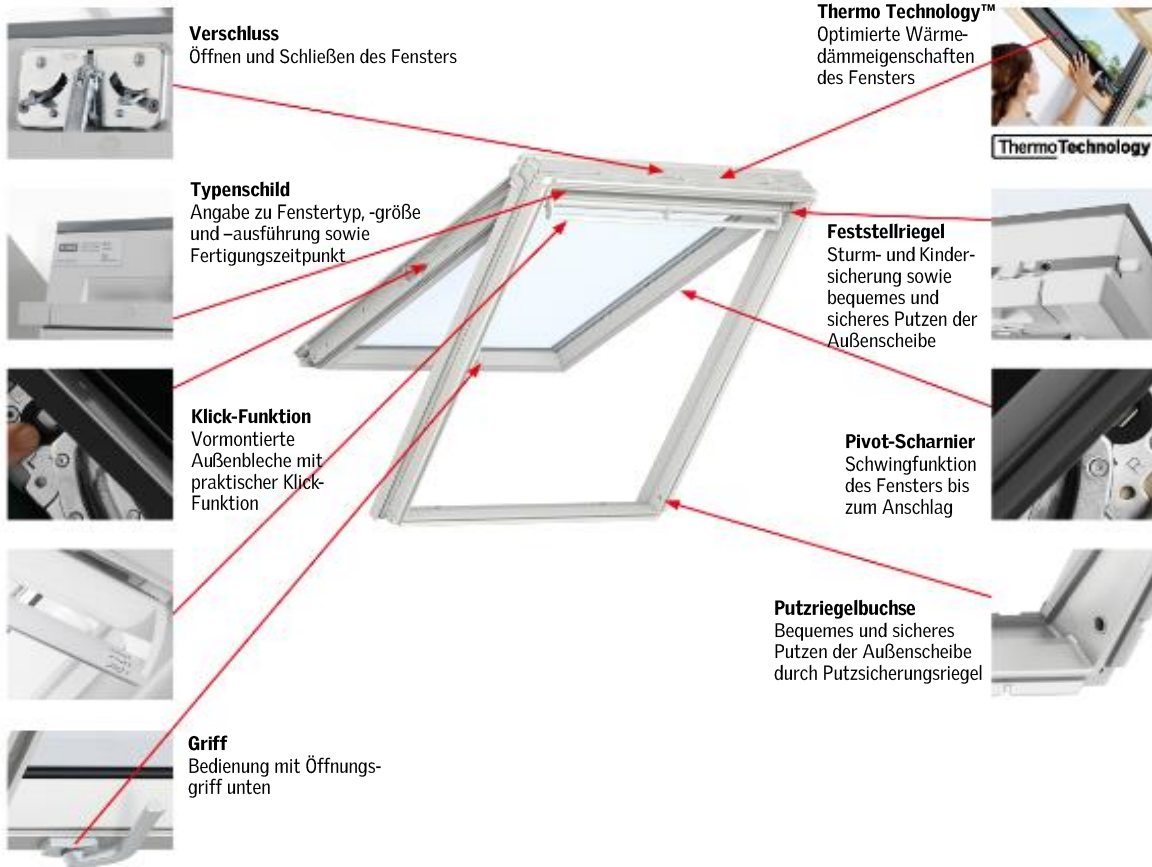 Verschluss
Öffnen und Schließen des Fensters
Thermo Technology™
Optimierte Wärme-
dämmeigenschaften
des Fensters
ThermoTechnology
Typenschild
Angabe zu Fenstertyp, -größe
und –ausführung sowie
Fertigungszeitpunkt
Feststellriegel
Sturm- und Kinder-
sicherung sowie
bequemes und
sicheres Putzen der
Außenscheibe
Klick-Funktion
Vormontierte
Außenbleche mit
praktischer Klick-
Funktion
Pivot-Scharnier
Schwingfunktion
des Fensters bis
zum Anschlag
Putzriegelbuchse
Bequemes und sicheres
Putzen der Außenscheibe
durch Putzsicherungsriegel
Griff
Bedienung mit Öffnungs-
griff unten